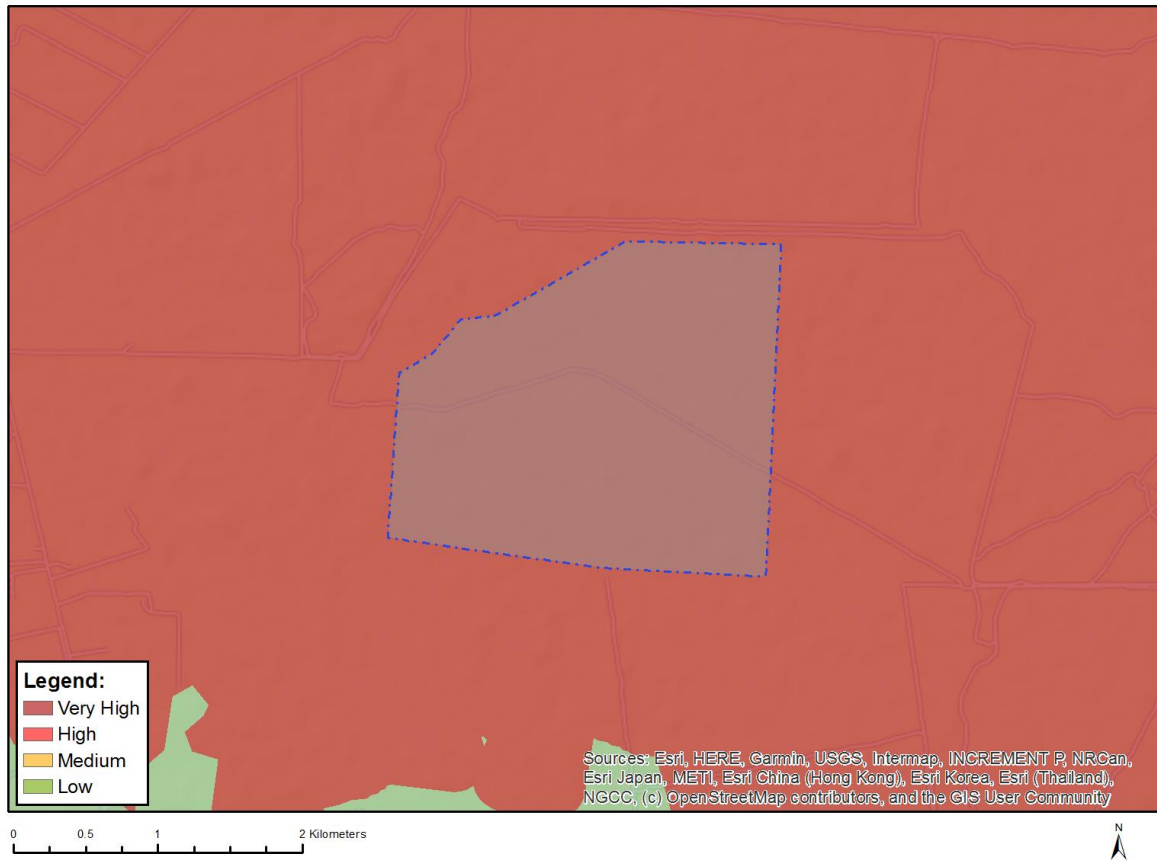 Legend:
Very High
High
Medium
Low
Sources: Esri, HERE, Garmin, USGS, Intermap, INCREMENT P, NRCan,
Esri Japan, METI, Esri China (Hong Kong), Esri Korea, Esri (Thailand),
NGCC, (c) OpenStreetMap contributors, and the GIS User Community
0 0.5 1 2 Kilometers
N